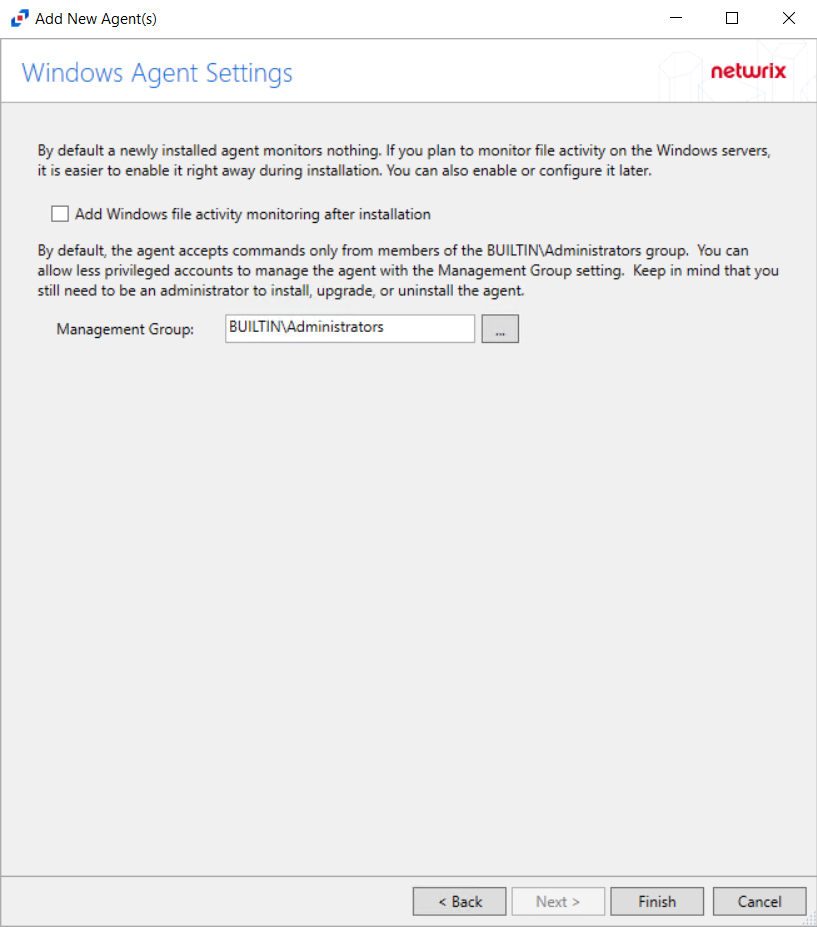 Add New Agent(s)
Windows Agent Settings
netwrix
By default a newly installed agent monitors nothing. If you plan to monitor file activity on the Windows servers,
it is easier to enable it right away during installation. You can also enable or configure it later.
Add Windows file activity monitoring after installation
By default, the agent accepts commands only from members of the BUILTIN\Administrators group.  You can
allow less privileged accounts to manage the agent with the Management Group setting.  Keep in mind that you
still need to be an administrator to install, upgrade, or uninstall the agent.
Management Group: BUILTIN\Administrators ...
< Back Next > Finish Cancel